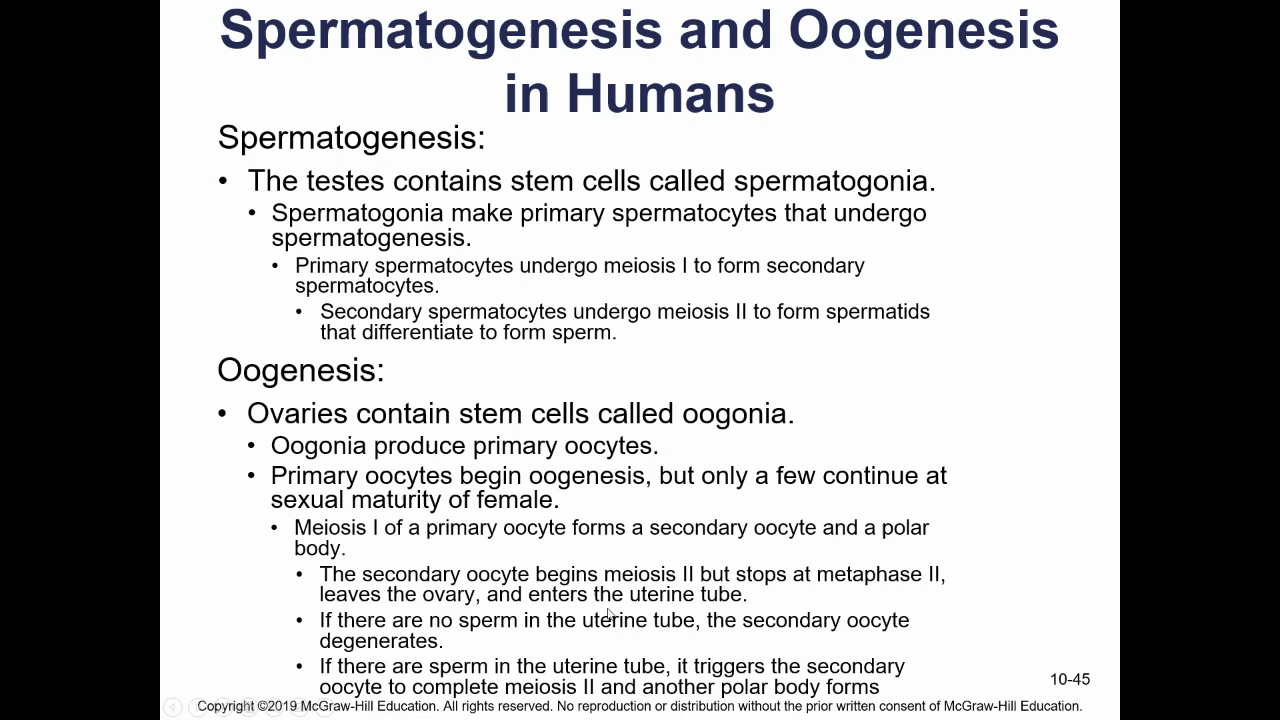 Spermatogenesis and Oogenesis
in Humans
Spermatogenesis:
• The testes contains stem cells called spermatogonia.
• Spermatogonia make primary spermatocytes that undergo
spermatogenesis.
• Primary spermatocytes undergo meiosis I to form secondary
spermatocytes.
• Secondary spermatocytes undergo meiosis II to form spermatids
that differentiate to form sperm.
Oogenesis:
• Ovaries contain stem cells called oogonia.
• Oogonia produce primary oocytes.
• Primary oocytes begin oogenesis, but only a few continue at
sexual maturity of female.
• Meiosis I of a primary oocyte forms a secondary oocyte and a polar
body.
• The secondary oocyte begins meiosis II but stops at metaphase II,
leaves the ovary, and enters the uterine tube.
• If there are no sperm in the uterine tube, the secondary oocyte
degenerates.
• If there are sperm in the uterine tube, it triggers the secondary
oocyte to complete meiosis II and another polar body forms
10-45
Copyright ©2019 McGraw-Hill Education. All rights reserved. No reproduction or distribution without the prior written consent of McGraw-Hill Education.